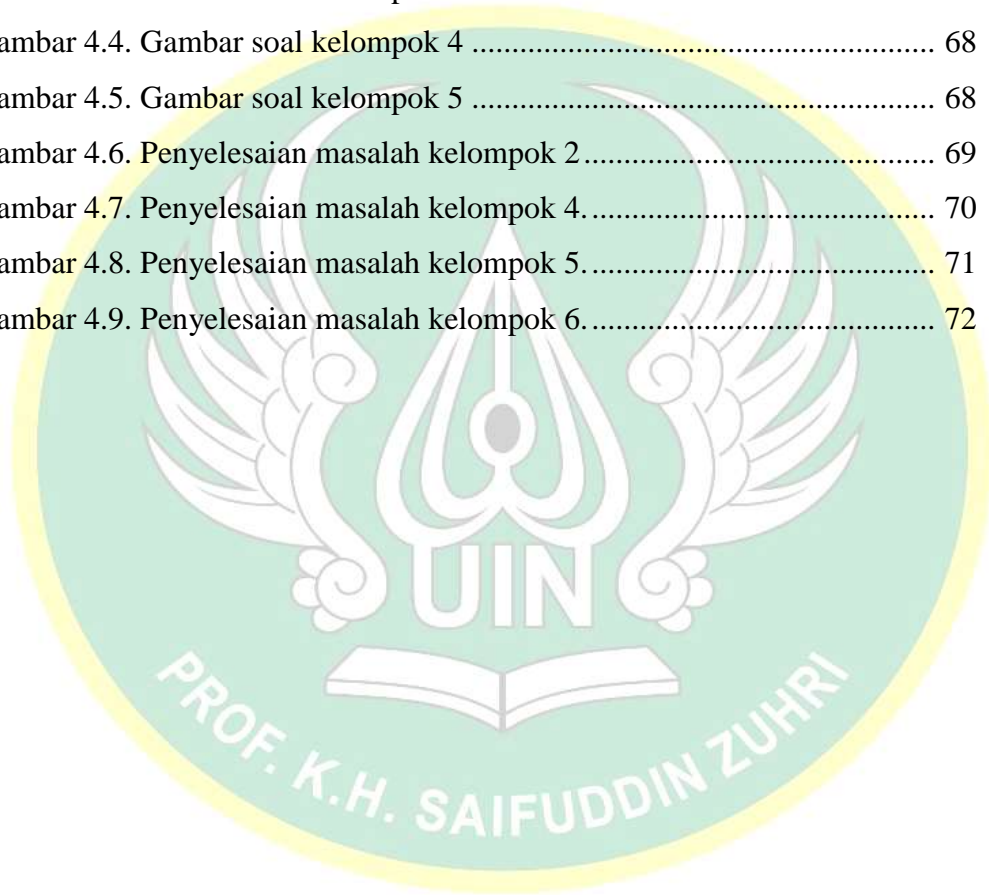 ambar 4.4. Gambar soal kelompok 4 ........................................................ 68
ambar 4.5. Gambar soal kelompok 5 ........................................................ 68
ambar 4.6. Penyelesaian masalah kelompok 2 .......................................... 69
ambar 4.7. Penyelesaian masalah kelompok 4. ......................................... 70
ambar 4.8. Penyelesaian masalah kelompok 5. ......................................... 71
ambar 4.9. Penyelesaian masalah kelompok 6. ......................................... 72
UIN
PROF. K.H. SAIFUDDIN ZUHRI